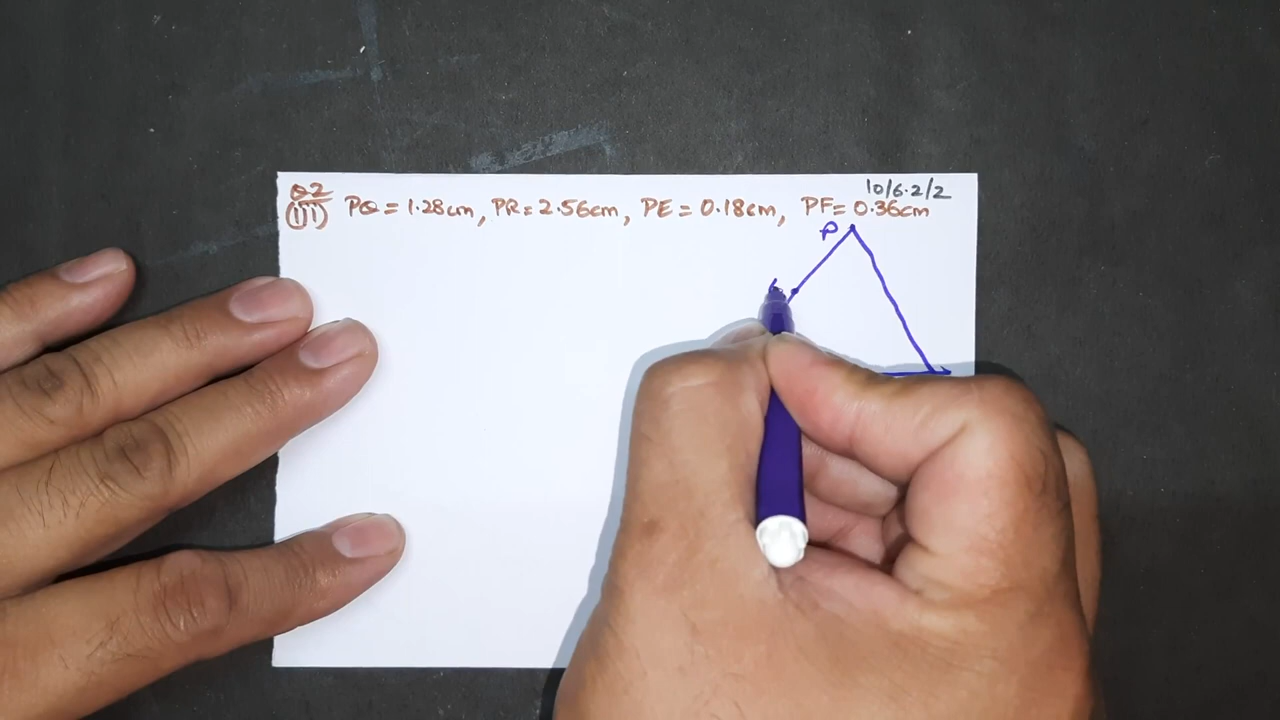 10/6.2/2
Q2
(iii) PQ = 1.28cm, PR = 2.56cm, PE = 0.18cm, PF = 0.36cm
P